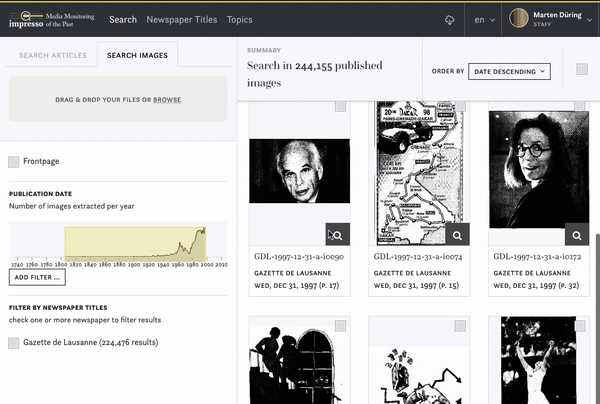 impresso Media Monitoring of the Past
Search Newspaper Titles Topics
en
Marten Düring
STAFF
SEARCH ARTICLES SEARCH IMAGES
DRAG & DROP YOUR FILES OR BROWSE
Frontpage
PUBLICATION DATE
Number of images extracted per year
1740 1760 1780 1800 1820 1840 1860 1880 1900 1920 1940 1960 1980 2000 2020
ADD FILTER ...
FILTER BY NEWSPAPER TITLES
check one or more newspaper to filter results
Gazette de Lausanne (224,476 results)
SUMMARY
Search in 244,155 published
images
ORDER BY DATE DESCENDING
20e 98
PARIS-GRENADE-DAKAR
GDL-1997-12-31-a-i0090
GAZETTE DE LAUSANNE
WED, DEC 31, 1997 (P. 17)
GDL-1997-12-31-a-i0074
GAZETTE DE LAUSANNE
WED, DEC 31, 1997 (P. 15)
GDL-1997-12-31-a-i0172
GAZETTE DE LAUSANNE
WED, DEC 31, 1997 (P. 32)